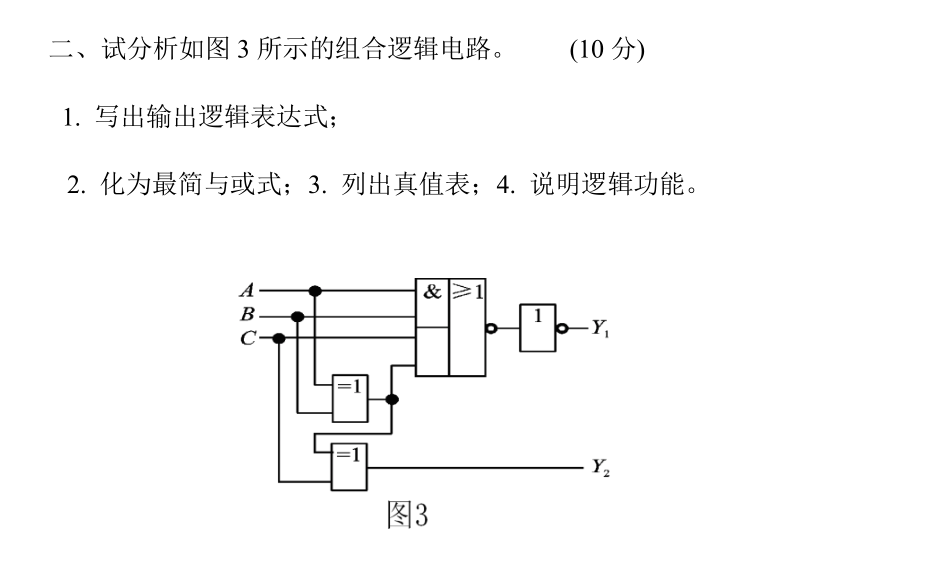 二、试分析如图 3 所示的组合逻辑电路。 (10 分)
1. 写出输出逻辑表达式；
2. 化为最简与或式；3. 列出真值表；4. 说明逻辑功能。
A
B
C
& ≥1
1
Y₁
=1
=1
Y₂
图3